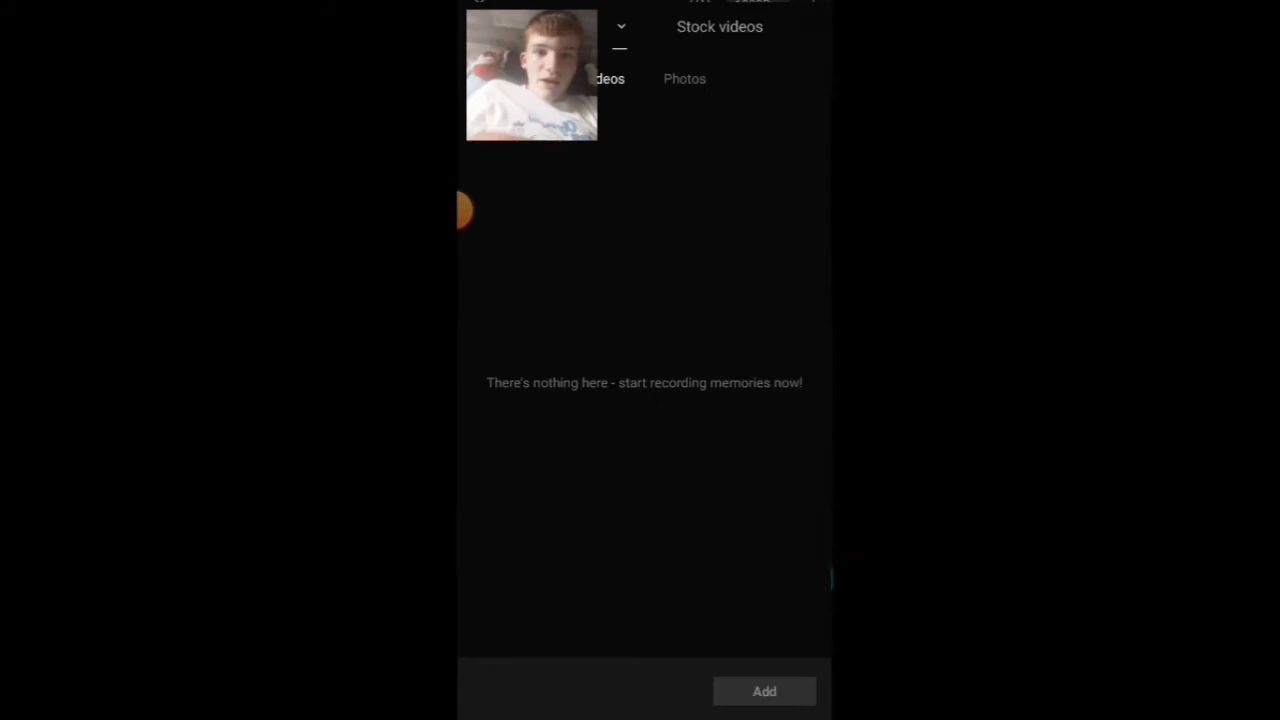 Stock videos
deos
Photos
There's nothing here - start recording memories now!
Add